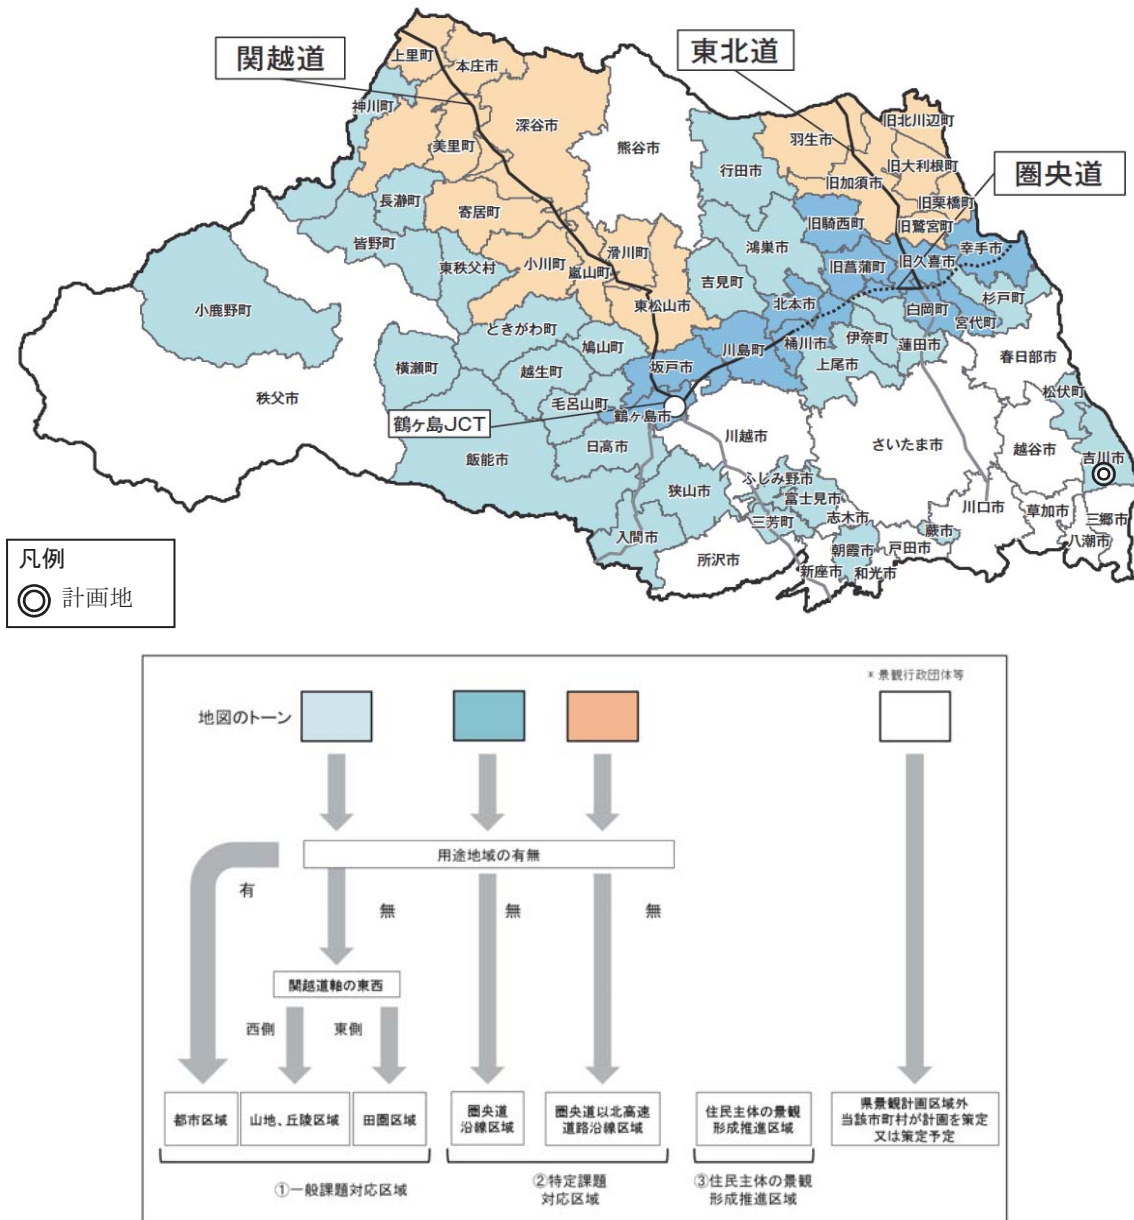 関越道
東北道
圏央道
上里町
本庄市
神川町
美里町
深谷市
熊谷市
羽生市
旧北川辺町
旧大利根町
行田市
旧加須市
旧栗橋町
長瀞町
寄居町
旧騎西町
旧鷲宮町
皆野町
鴻巣市
旧久喜市
幸手市
東秩父村
小川町
嵐山町
滑川町
吉見町
旧菖蒲町
小鹿野町
東松山市
北本市
白岡町
杉戸町
宮代町
ときがわ町
鳩山町
川島町
桶川市
伊奈町
蓮田市
春日部市
横瀬町
越生町
坂戸市
上尾市
松伏町
秩父市
毛呂山町
鶴ヶ島市
鶴ヶ島JCT
川越市
さいたま市
越谷市
吉川市
飯能市
日高市
狭山市
ふじみ野市
富士見市
三芳町
志木市
川口市
草加市
三郷市
入間市
所沢市
朝霞市
戸田市
蕨市
八潮市
新座市
和光市
凡例
計画地
* 景観行政団体等
地図のトーン
用途地域の有無
有
無
無
無
関越道軸の東西
西側
東側
都市区域
山地、丘陵区域
田園区域
圏央道
沿線区域
圏央道以北高速
道路沿線区域
住民主体の景観
形成推進区域
県景観計画区域外
当該市町村が計画を策定
又は策定予定
①一般課題対応区域
②特定課題
対応区域
③住民主体の景観
形成推進区域